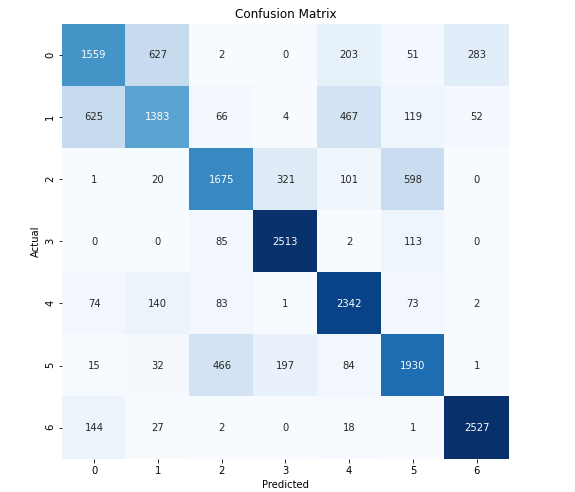 Confusion Matrix
0 1559 627 2 0 203 51 283
1 625 1383 66 4 467 119 52
2 1 20 1675 321 101 598 0
3 0 0 85 2513 2 113 0
4 74 140 83 1 2342 73 2
5 15 32 466 197 84 1930 1
6 144 27 2 0 18 1 2527
0 1 2 3 4 5 6
Actual
Predicted